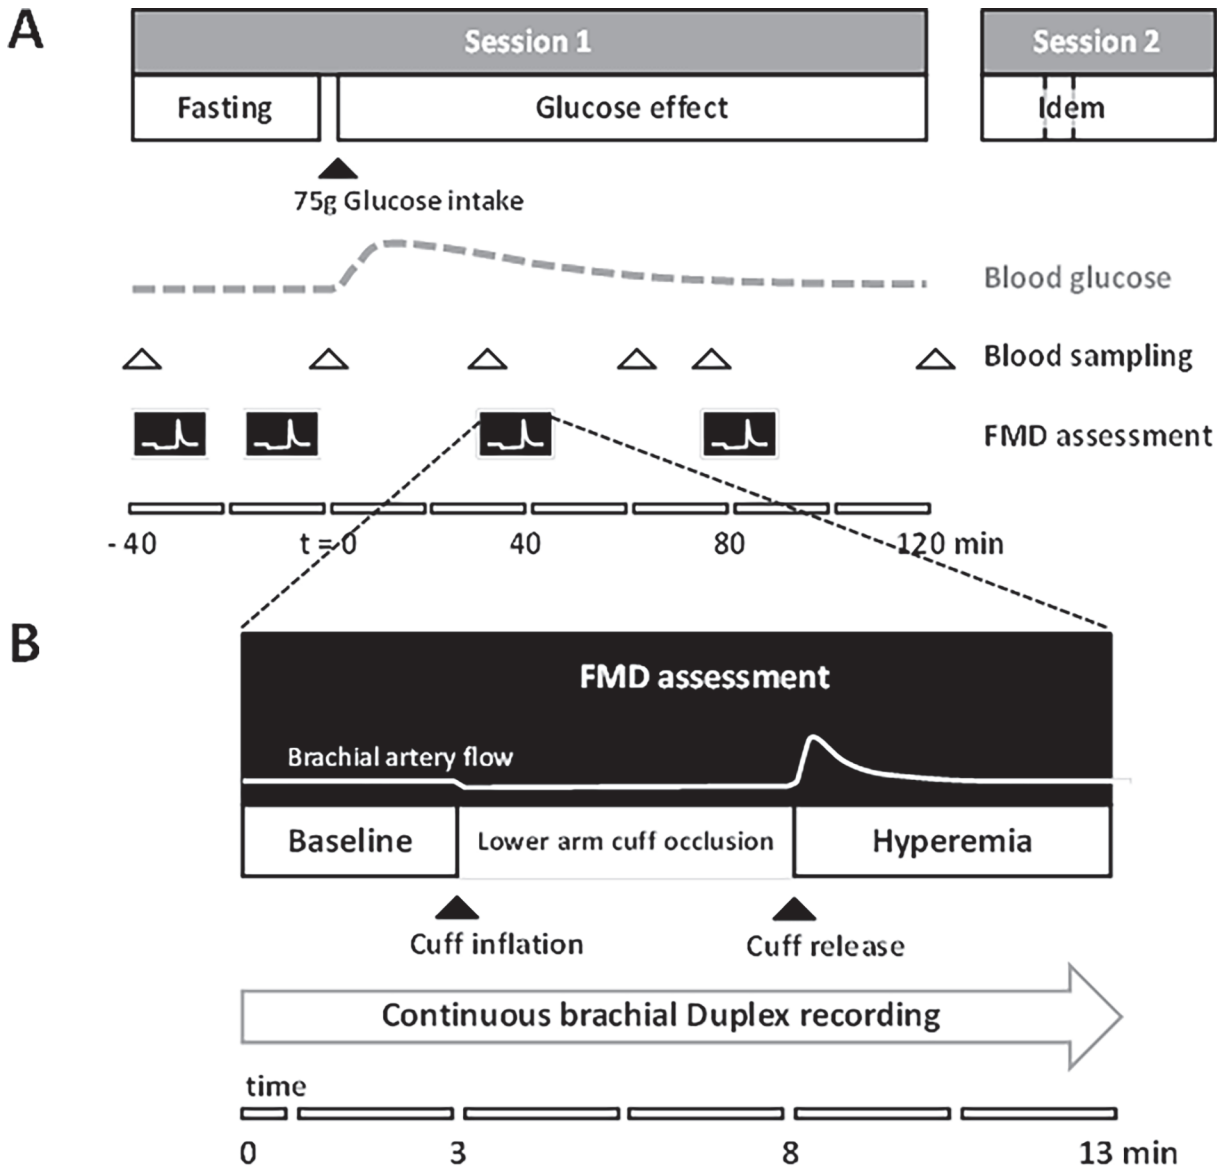 A
Session 1
Session 2
Fasting
Glucose effect
Idem
75g Glucose intake
Blood glucose
Blood sampling
FMD assessment
- 40
t = 0
40
80
120 min
B
FMD assessment
Brachial artery flow
Baseline
Lower arm cuff occlusion
Hyperemia
Cuff inflation
Cuff release
Continuous brachial Duplex recording
time
0
3
8
13 min